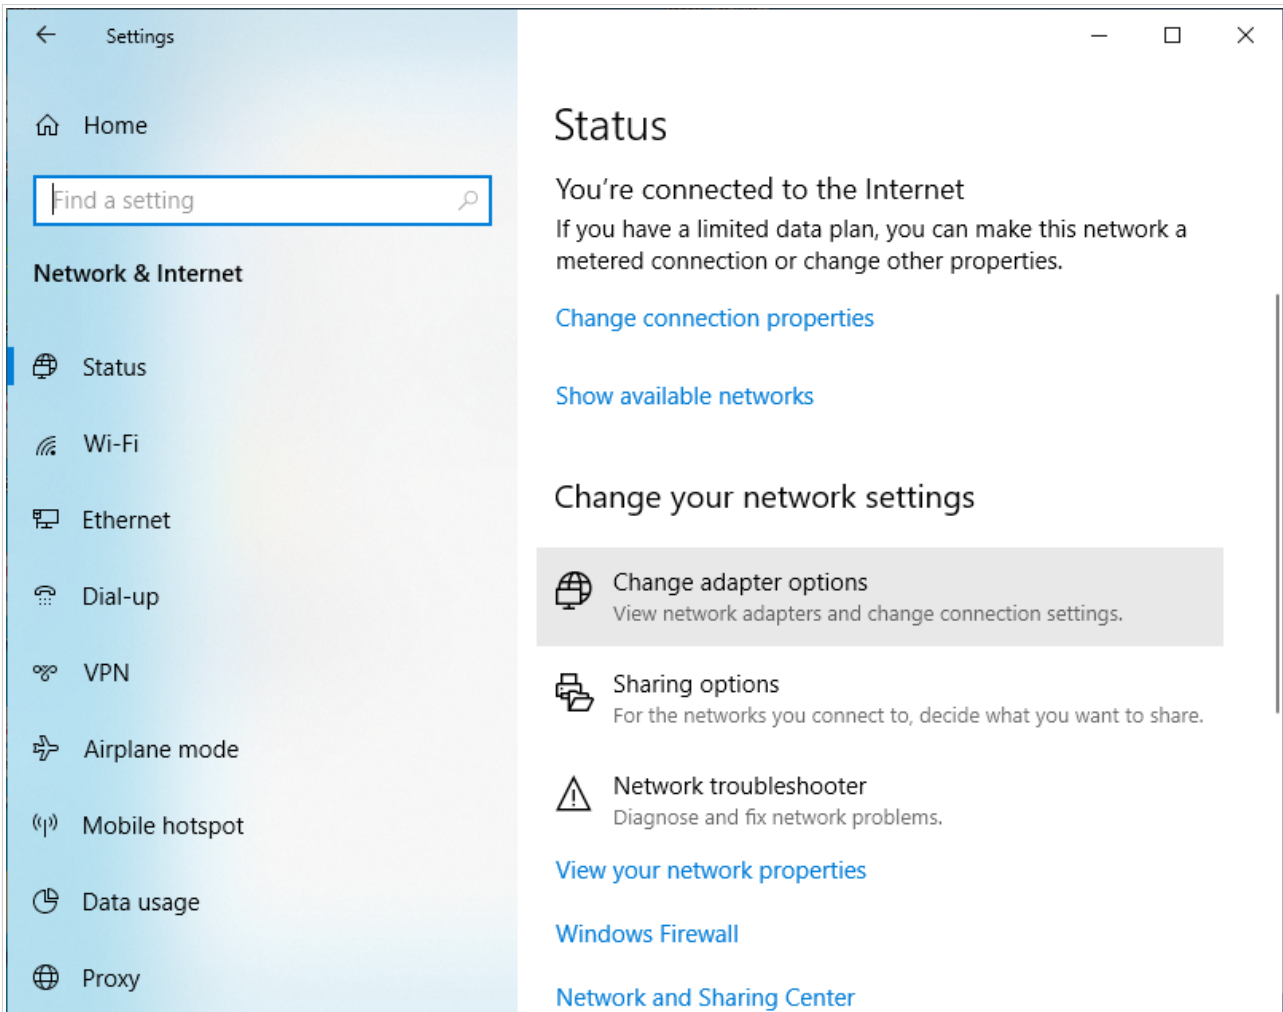 Settings
Home
Find a setting
Network & Internet
Status
Wi-Fi
Ethernet
Dial-up
VPN
Airplane mode
Mobile hotspot
Data usage
Proxy
Status
You're connected to the Internet
If you have a limited data plan, you can make this network a
metered connection or change other properties.
Change connection properties
Show available networks
Change your network settings
Change adapter options
View network adapters and change connection settings.
Sharing options
For the networks you connect to, decide what you want to share.
Network troubleshooter
Diagnose and fix network problems.
View your network properties
Windows Firewall
Network and Sharing Center